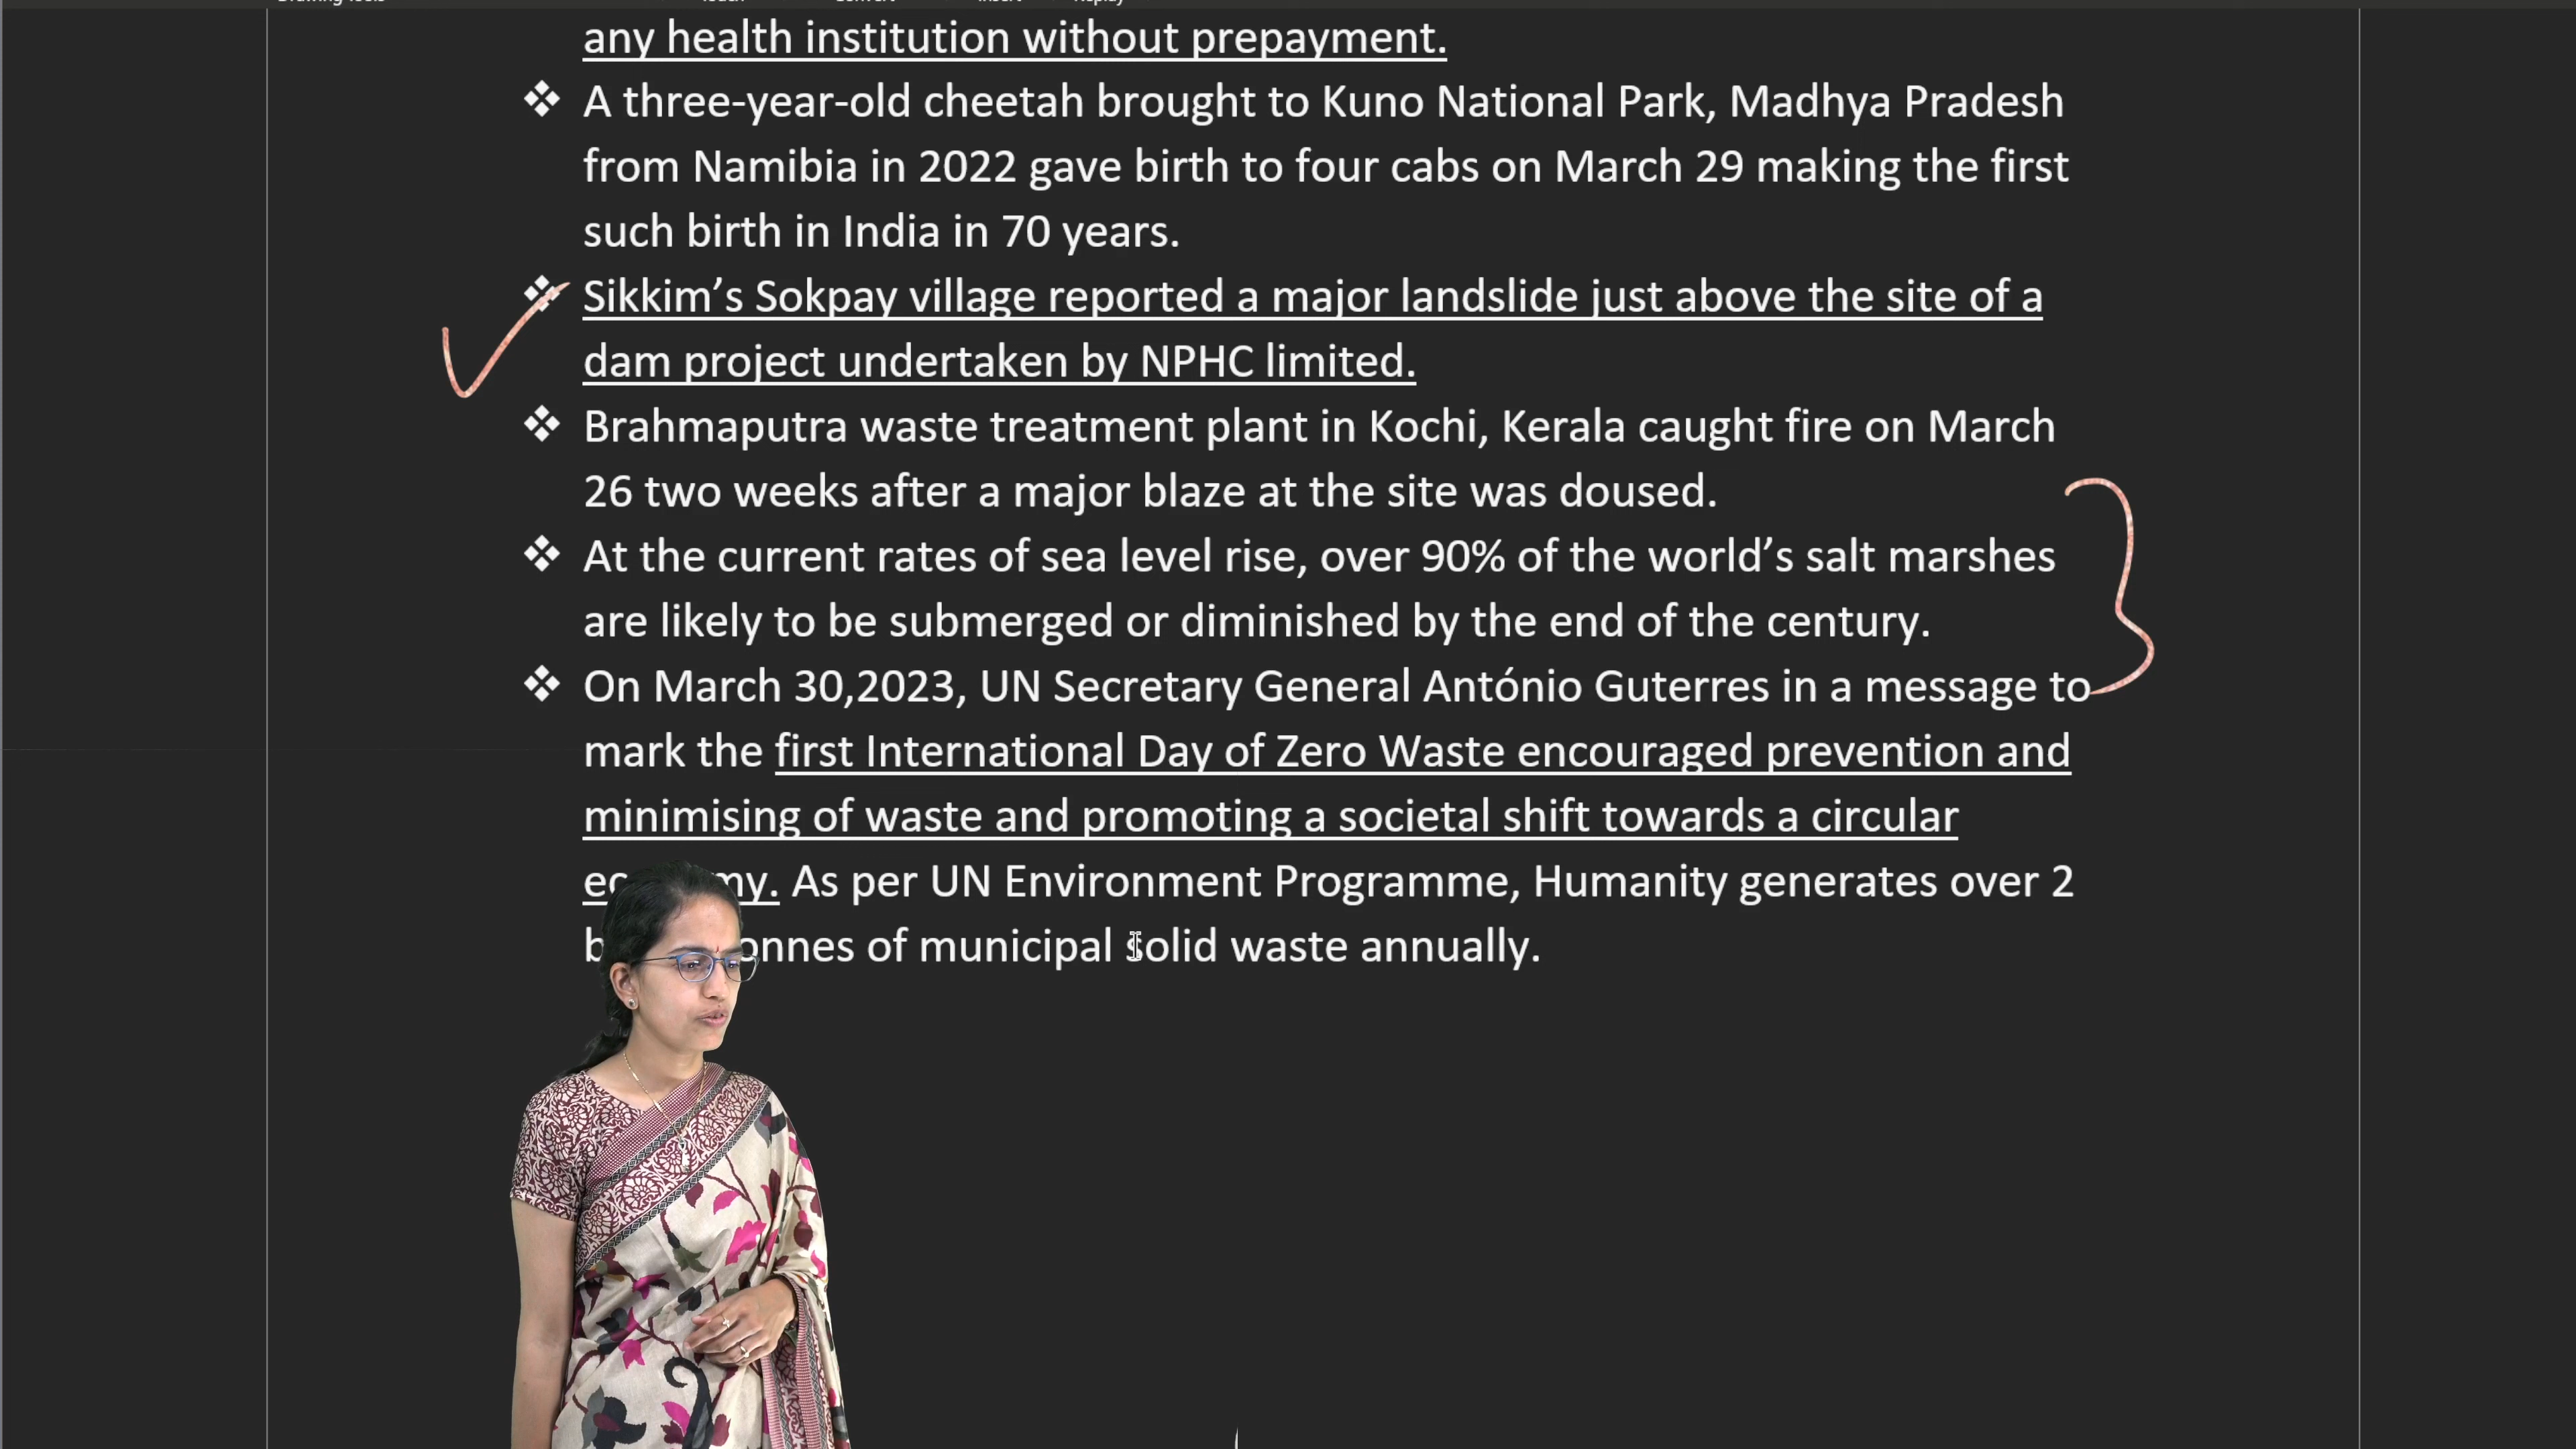 any health institution without prepayment.
❖ A three-year-old cheetah brought to Kuno National Park, Madhya Pradesh
from Namibia in 2022 gave birth to four cabs on March 29 making the first
such birth in India in 70 years.
❖ Sikkim’s Sokpay village reported a major landslide just above the site of a
dam project undertaken by NPHC limited.
❖ Brahmaputra waste treatment plant in Kochi, Kerala caught fire on March
26 two weeks after a major blaze at the site was doused.
❖ At the current rates of sea level rise, over 90% of the world’s salt marshes
are likely to be submerged or diminished by the end of the century.
❖ On March 30,2023, UN Secretary General António Guterres in a message to
mark the first International Day of Zero Waste encouraged prevention and
minimising of waste and promoting a societal shift towards a circular
As per UN Environment Programme, Humanity generates over 2
of municipal solid waste annually.